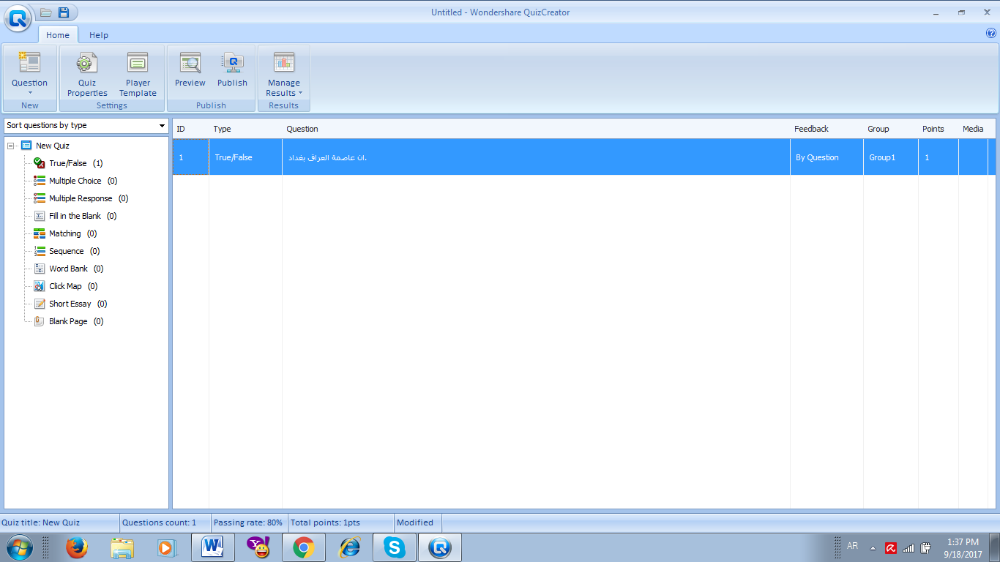 Untitled - Wondershare QuizCreator
Home Help
Question Quiz Properties Player Template Preview Publish Manage Results
New Settings Publish Results
Sort questions by type
ID Type Question Feedback Group Points Media
1 True/False ان عاصمة العراق بغداد. By Question Group1 1
New Quiz
True/False (1)
Multiple Choice (0)
Multiple Response (0)
Fill in the Blank (0)
Matching (0)
Sequence (0)
Word Bank (0)
Click Map (0)
Short Essay (0)
Blank Page (0)
Quiz title: New Quiz Questions count: 1 Passing rate: 80% Total points: 1pts Modified
AR 1:37 PM
9/18/2017